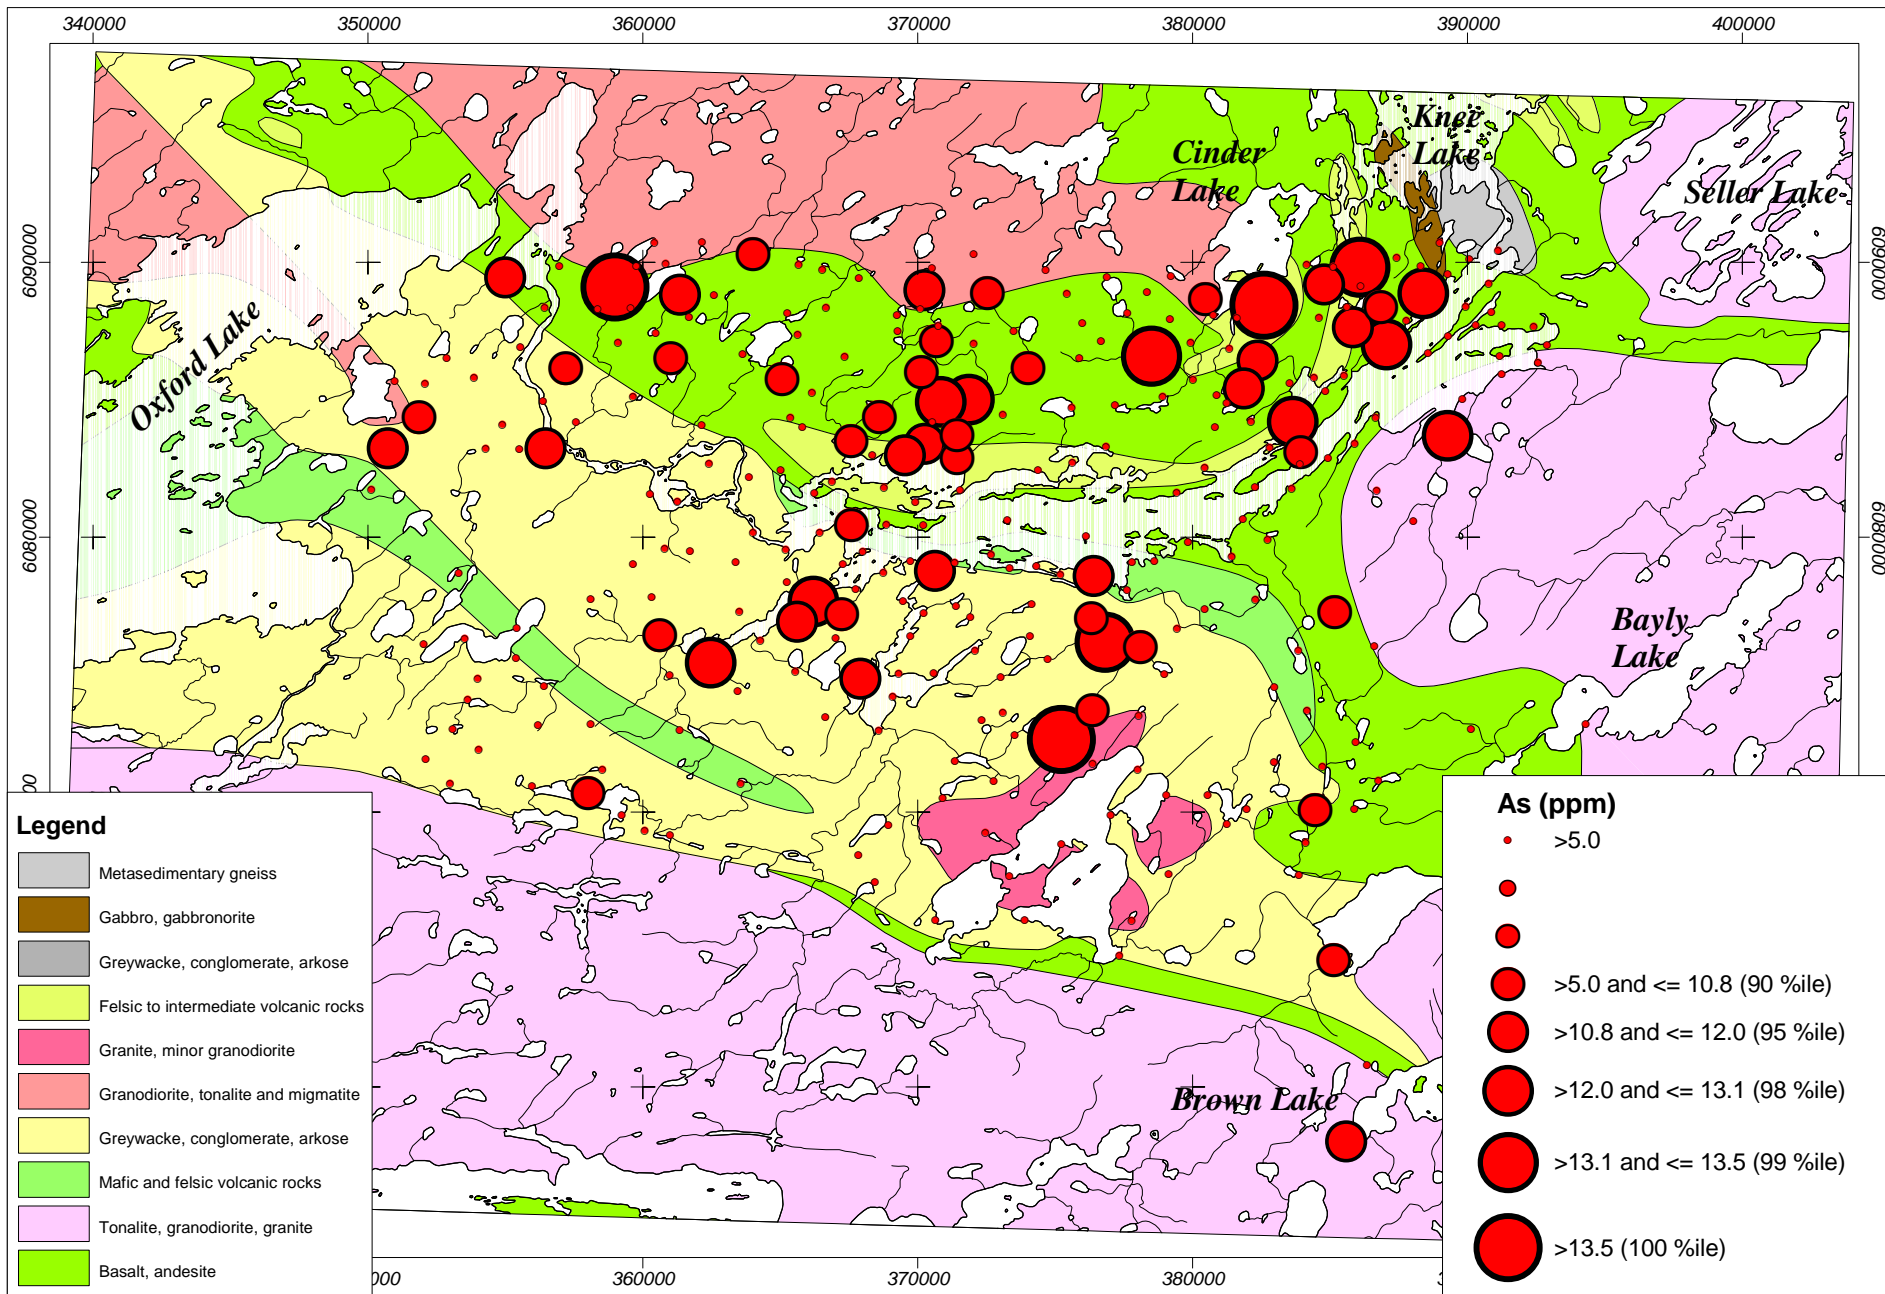 340000 350000 360000 370000 380000 390000 400000
Knee
Lake
Cinder
Lake
Seller Lake
6090000
6090000
Oxford Lake
6080000
6080000
Bayly
Lake
Brown Lake
Legend
Metasedimentary gneiss
Gabbro, gabbronorite
Greywacke, conglomerate, arkose
Felsic to intermediate volcanic rocks
Granite, minor granodiorite
Granodiorite, tonalite and migmatite
Greywacke, conglomerate, arkose
Mafic and felsic volcanic rocks
Tonalite, granodiorite, granite
Basalt, andesite
As (ppm)
>5.0
>5.0 and <= 10.8 (90 %ile)
>10.8 and <= 12.0 (95 %ile)
>12.0 and <= 13.1 (98 %ile)
>13.1 and <= 13.5 (99 %ile)
>13.5 (100 %ile)
360000 370000 380000